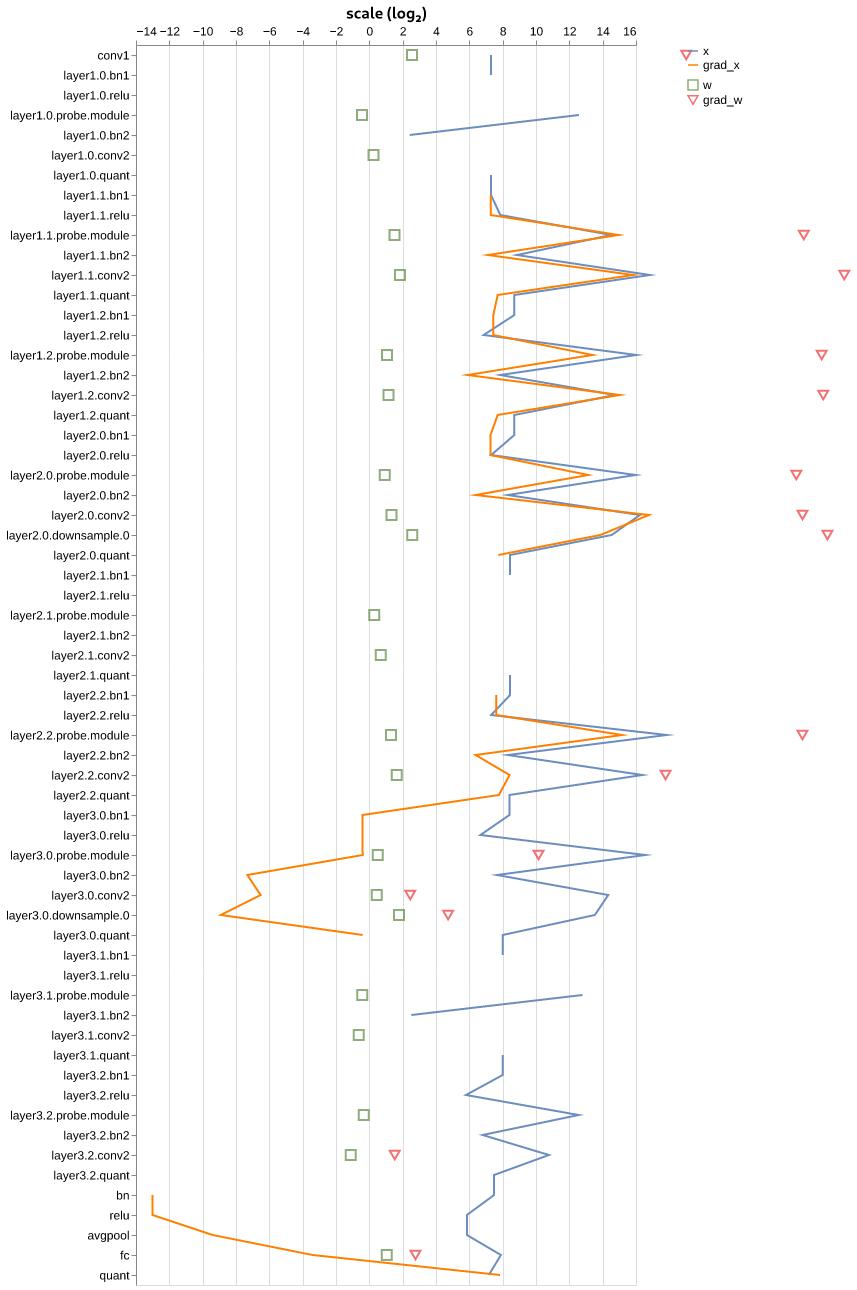 scale (log₂)
−14 −12 −10 −8 −6 −4 −2 0 2 4 6 8 10 12 14 16
x
grad_x
w
grad_w
conv1
layer1.0.bn1
layer1.0.relu
layer1.0.probe.module
layer1.0.bn2
layer1.0.conv2
layer1.0.quant
layer1.1.bn1
layer1.1.relu
layer1.1.probe.module
layer1.1.bn2
layer1.1.conv2
layer1.1.quant
layer1.2.bn1
layer1.2.relu
layer1.2.probe.module
layer1.2.bn2
layer1.2.conv2
layer1.2.quant
layer2.0.bn1
layer2.0.relu
layer2.0.probe.module
layer2.0.bn2
layer2.0.conv2
layer2.0.downsample.0
layer2.0.quant
layer2.1.bn1
layer2.1.relu
layer2.1.probe.module
layer2.1.bn2
layer2.1.conv2
layer2.1.quant
layer2.2.bn1
layer2.2.relu
layer2.2.probe.module
layer2.2.bn2
layer2.2.conv2
layer2.2.quant
layer3.0.bn1
layer3.0.relu
layer3.0.probe.module
layer3.0.bn2
layer3.0.conv2
layer3.0.downsample.0
layer3.0.quant
layer3.1.bn1
layer3.1.relu
layer3.1.probe.module
layer3.1.bn2
layer3.1.conv2
layer3.1.quant
layer3.2.bn1
layer3.2.relu
layer3.2.probe.module
layer3.2.bn2
layer3.2.conv2
layer3.2.quant
bn
relu
avgpool
fc
quant